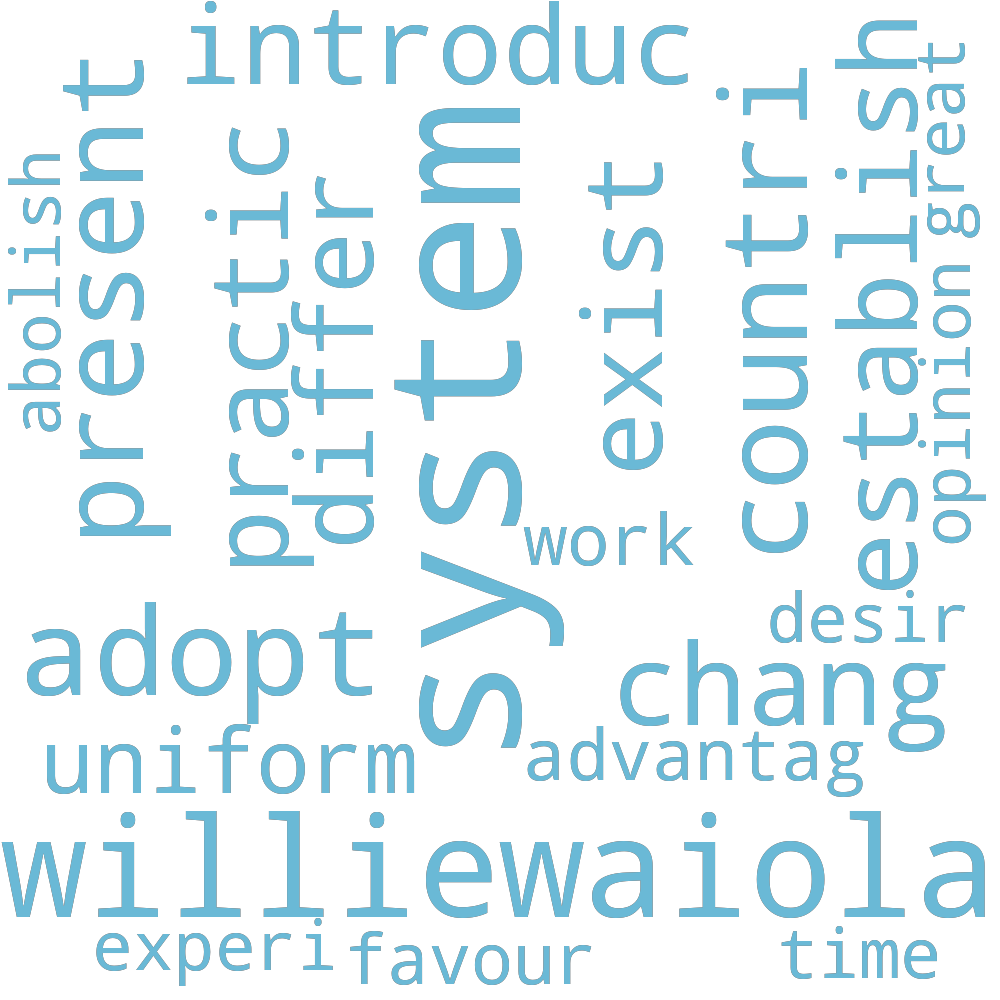 introduc
abolish
present
practic
differ
system
exist
countri
establish
great
opinion
work
desir
adopt
chang
uniform
advantag
williewaiola
experi
favour
time